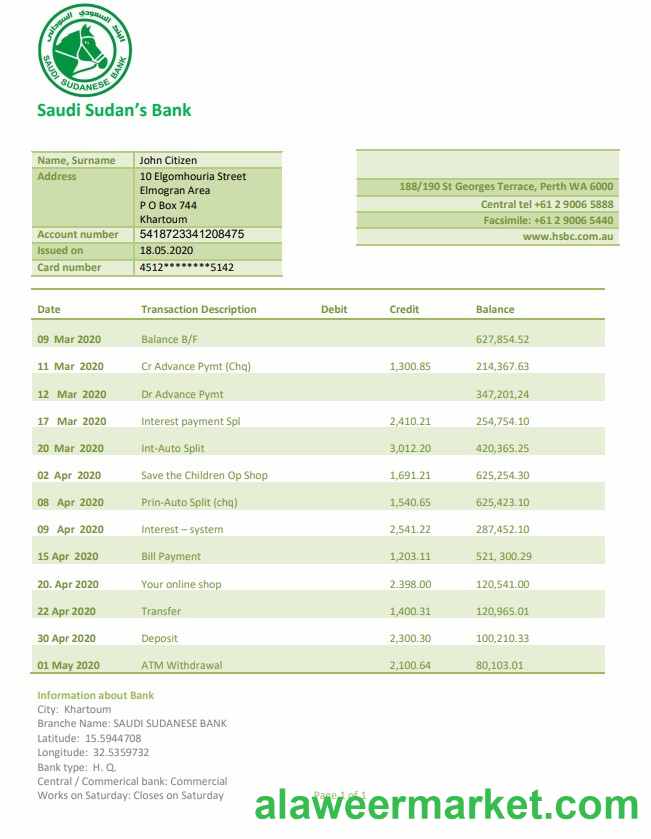 البنك السعودي السوداني
SAUDI SUDANESE BANK
Saudi Sudan's Bank
Name, Surname John Citizen
Address 10 Elgomhouria Street
Elmogran Area
P O Box 744
Khartoum
Account number 5418723341208475
Issued on 18.05.2020
Card number 4512********5142
188/190 St Georges Terrace, Perth WA 6000
Central tel +61 2 9006 5888
Facsimile: +61 2 9006 5440
www.hsbc.com.au
Date Transaction Description Debit Credit Balance
09 Mar 2020 Balance B/F 627,854.52
11 Mar 2020 Cr Advance Pymt (Chq) 1,300.85 214,367.63
12 Mar 2020 Dr Advance Pymt 347,201,24
17 Mar 2020 Interest payment Spl 2,410.21 254,754.10
20 Mar 2020 Int-Auto Split 3,012.20 420,365.25
02 Apr 2020 Save the Children Op Shop 1,691.21 625,254.30
08 Apr 2020 Prin-Auto Split (chq) 1,540.65 625,423.10
09 Apr 2020 Interest – system 2,541.22 287,452.10
15 Apr 2020 Bill Payment 1,203.11 521, 300.29
20. Apr 2020 Your online shop 2.398.00 120,541.00
22 Apr 2020 Transfer 1,400.31 120,965.01
30 Apr 2020 Deposit 2,300.30 100,210.33
01 May 2020 ATM Withdrawal 2,100.64 80,103.01
Information about Bank
City: Khartoum
Branche Name: SAUDI SUDANESE BANK
Latitude: 15.5944708
Longitude: 32.5359732
Bank type: H. Q,
Central / Commerical bank: Commercial
Works on Saturday: Closes on Saturday
Page 1 of 1
alaweermarket.com